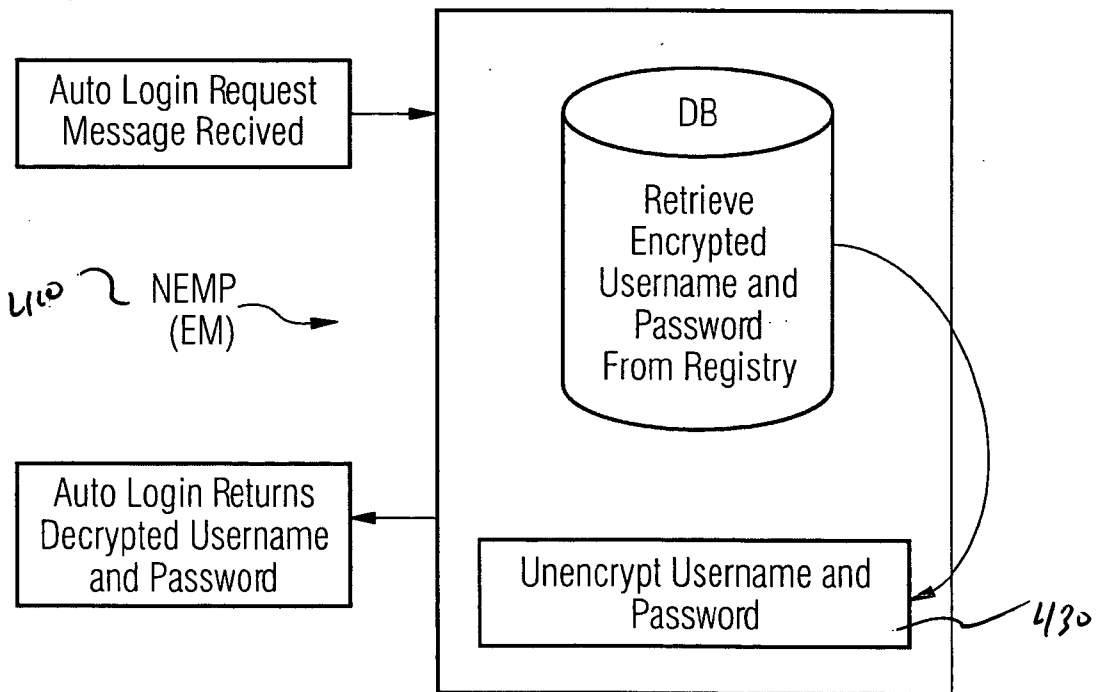 Auto Login Request
Message Recived
DB
Retrieve
Encrypted
Username and
Password
From Registry
410
NEMP
(EM)
Auto Login Returns
Decrypted Username
and Password
Unencrypt Username and
Password
430